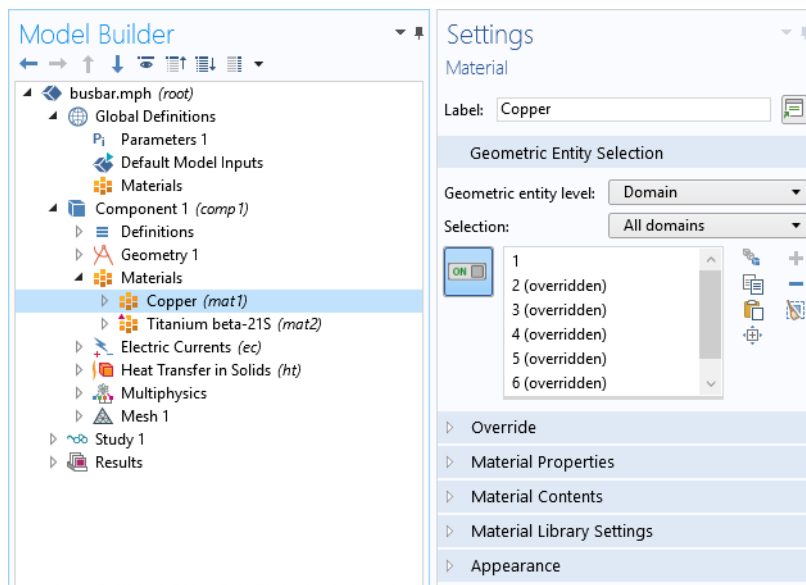 Model Builder
busbar.mph (root)
Global Definitions
Pi Parameters 1
Default Model Inputs
Materials
Component 1 (comp1)
Definitions
Geometry 1
Materials
Copper (mat1)
Titanium beta-21S (mat2)
Electric Currents (ec)
Heat Transfer in Solids (ht)
Multiphysics
Mesh 1
Study 1
Results
Settings
Material
Label: Copper
Geometric Entity Selection
Geometric entity level: Domain
Selection: All domains
ON
1
2 (overridden)
3 (overridden)
4 (overridden)
5 (overridden)
6 (overridden)
Override
Material Properties
Material Contents
Material Library Settings
Appearance